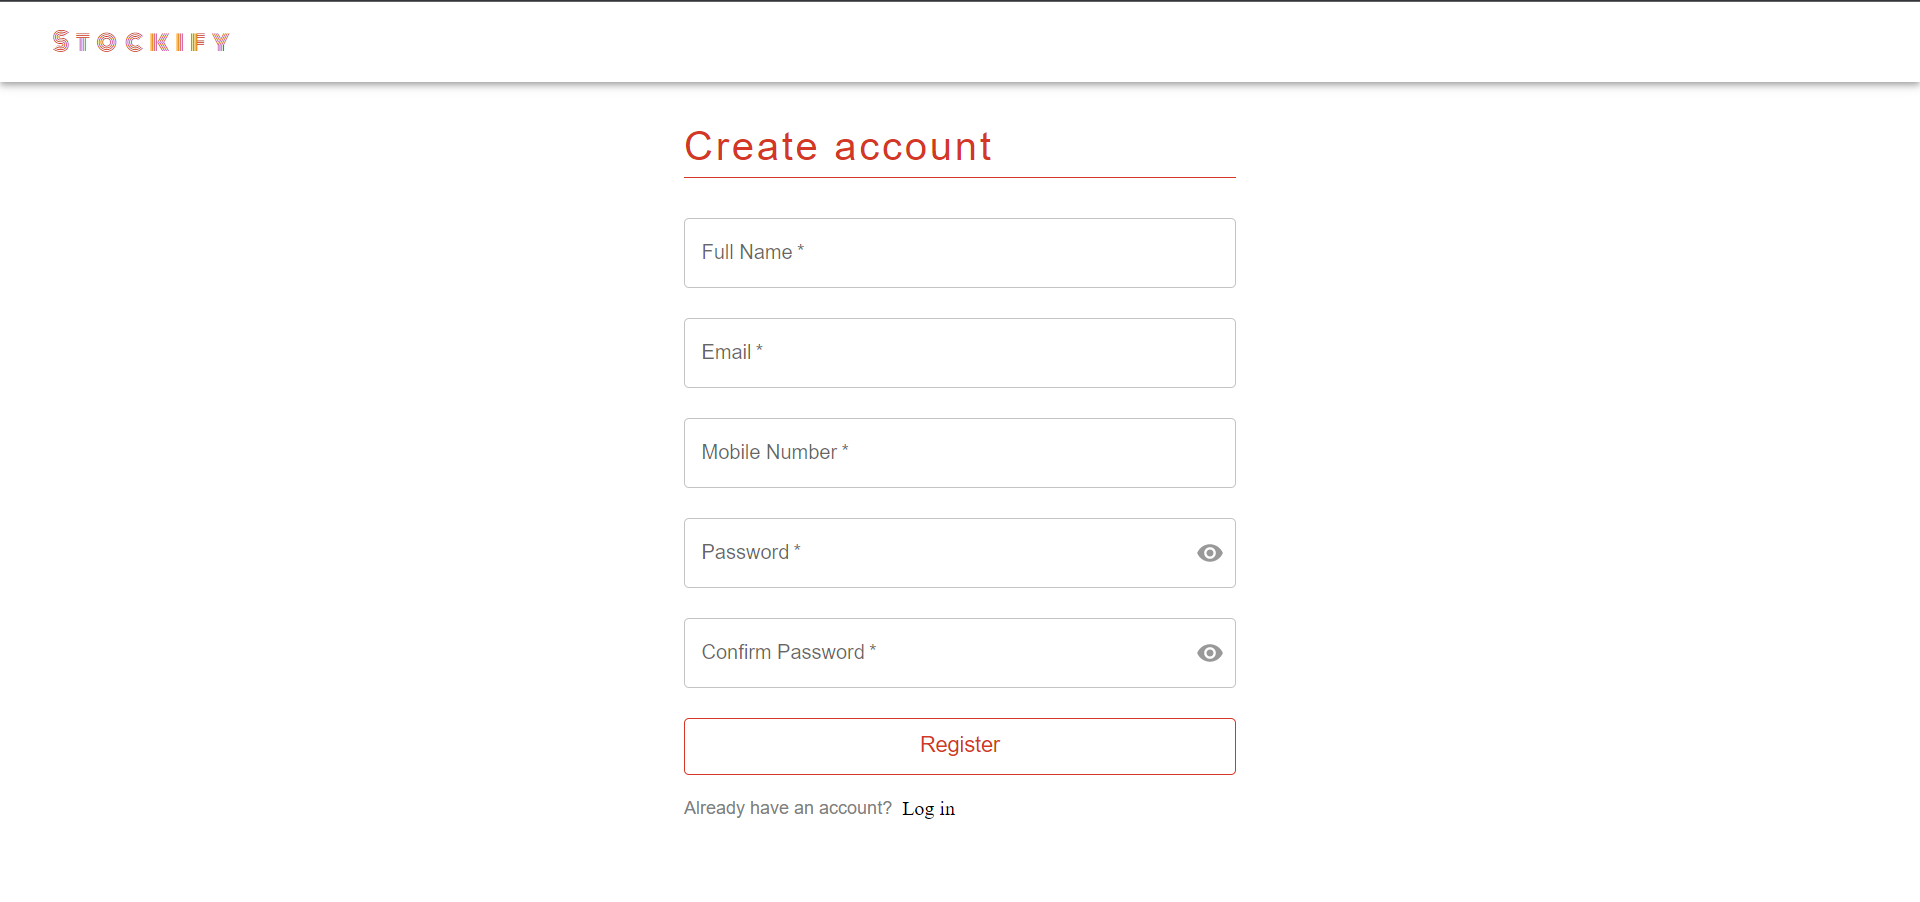 Stockify
Create account
Full Name *
Email *
Mobile Number *
Password *
Confirm Password *
Register
Already have an account? Log in